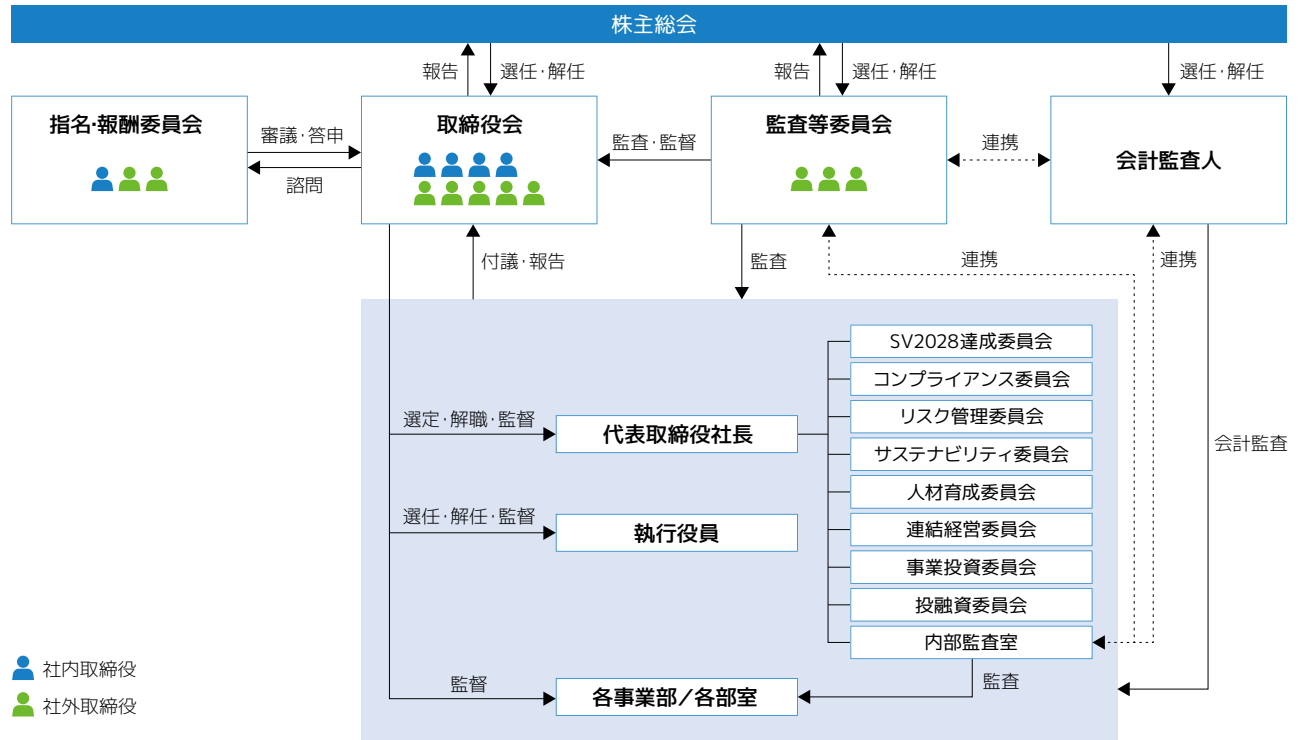 株主総会
報告
選任・解任
報告
選任・解任
選任・解任
指名・報酬委員会
審議・答申
諮問
取締役会
監査・監督
監査等委員会
連携
会計監査人
付議・報告
監査
連携
連携
SV2028達成委員会
コンプライアンス委員会
リスク管理委員会
サステナビリティ委員会
人材育成委員会
連結経営委員会
事業投資委員会
投融資委員会
内部監査室
選定・解職・監督
代表取締役社長
会計監査
選任・解任・監督
執行役員
監査
監督
各事業部／各部室
社内取締役
社外取締役